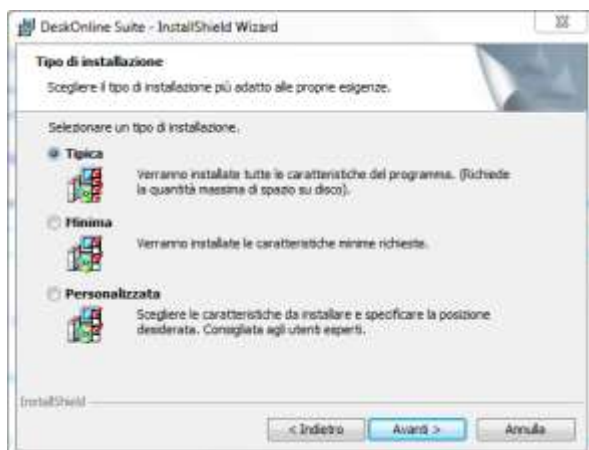 DeskOnline Suite - InstallShield Wizard
Tipo di installazione
Scegliere il tipo di installazione più adatto alle proprie esigenze.
Selezionare un tipo di installazione.
Tipica
Verranno installate tutte le caratteristiche del programma. (Richiede
la quantità massima di spazio su disco).
Minima
Verranno installate le caratteristiche minime richieste.
Personalizzata
Scegliere le caratteristiche da installare e specificare la posizione
desiderata. Consigliata agli utenti esperti.
InstallShield
< Indietro
Avanti >
Annulla